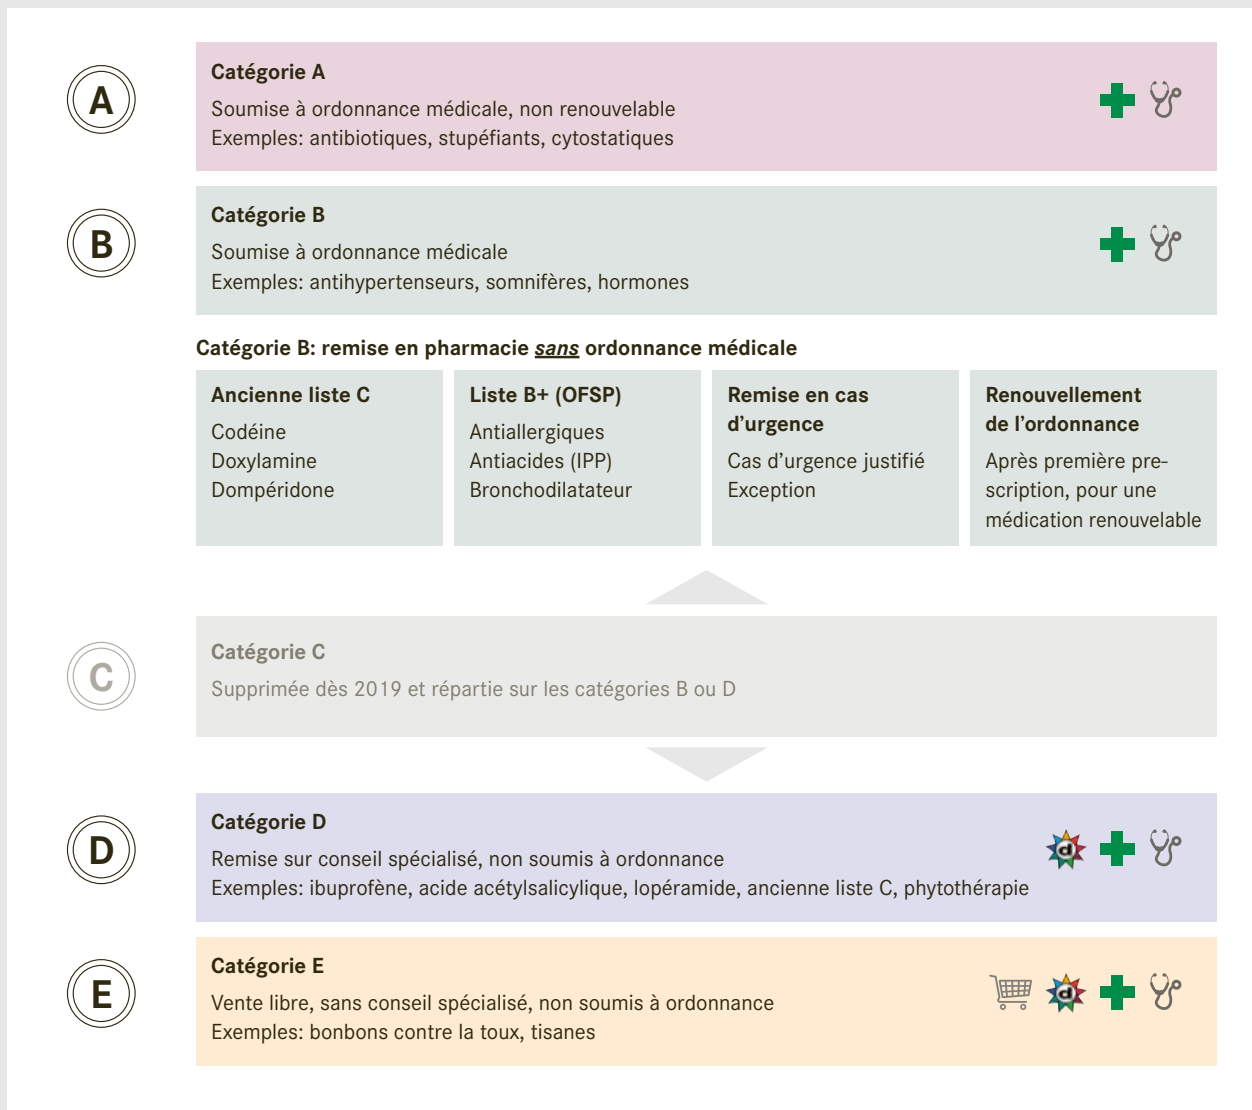 A
Catégorie A
Soumise à ordonnance médicale, non renouvelable
Exemples: antibiotiques, stupéfiants, cytostatiques
B
Catégorie B
Soumise à ordonnance médicale
Exemples: antihypertenseurs, somnifères, hormones
Catégorie B: remise en pharmacie sans ordonnance médicale
Ancienne liste C
Codéine
Doxylamine
Dompéridone
Liste B+ (OFSP)
Antiallergiques
Antiacides (IPP)
Bronchodilatateur
Remise en cas
d’urgence
Cas d’urgence justifié
Exception
Renouvellement
de l’ordonnance
Après première pre-
scription, pour une
médication renouvelable
C
Catégorie C
Supprimée dès 2019 et répartie sur les catégories B ou D
D
Catégorie D
Remise sur conseil spécialisé, non soumis à ordonnance
Exemples: ibuprofène, acide acétylsalicylique, lopéramide, ancienne liste C, phytothérapie
d
E
Catégorie E
Vente libre, sans conseil spécialisé, non soumis à ordonnance
Exemples: bonbons contre la toux, tisanes
d